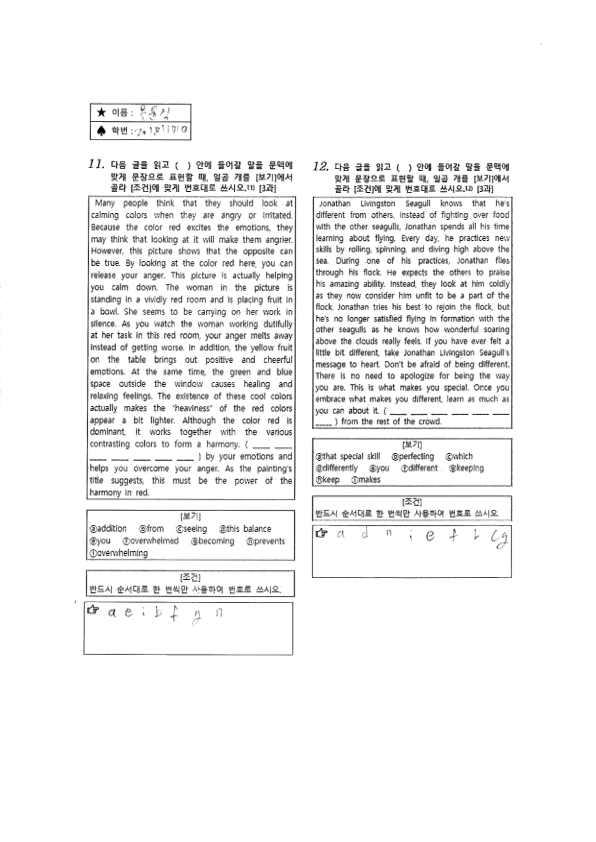 ★ 이름 :
♠ 학번 :
11. 다음 글을 읽고 ( ) 안에 들어갈 말을 문맥에
맞게 문장으로 표현할 때, 일곱 개를 [보기]에서
골라 [조건]에 맞게 번호대로 쓰시오.11) [3과]
Many people think that they should look at
calming colors when they are angry or irritated.
Because the color red excites the emotions, they
may think that looking at it will make them angrier.
However, this picture shows that the opposite can
be true. By looking at the color red here, you can
release your anger. This picture is actually helping
you calm down. The woman in the picture is
standing in a vividly red room and is placing fruit in
a bowl. She seems to be carrying on her work in
silence. As you watch the woman working dutifully
at her task in this red room, your anger melts away
instead of getting worse. In addition, the yellow fruit
on the table brings out positive and cheerful
emotions. At the same time, the green and blue
space outside the window causes healing and
relaxing feelings. The existence of these cool colors
actually makes the "heaviness" of the red colors
appear a bit lighter. Although the color red is
dominant, it works together with the various
contrasting colors to form a harmony. ( ____ ____
____ ____ ____ ____ ____ ) by your emotions and
helps you overcome your anger. As the painting's
title suggests, this must be the power of the
harmony in red.
[보기]
ⓐaddition ⓑfrom ⓒseeing ⓓthis balance
ⓔyou ⓕoverwhelmed ⓖbecoming ⓗprevents
ⓘoverwhelming
[조건]
반드시 순서대로 한 번씩만 사용하며 번호로 쓰시오.
☞ a e i b f g n
12. 다음 글을 읽고 ( ) 안에 들어갈 말을 문맥에
맞게 문장으로 표현할 때, 일곱 개를 [보기]에서
골라 [조건]에 맞게 번호대로 쓰시오.12) [3과]
Jonathan Livingston Seagull knows that he's
different from others. Instead of fighting over food
with the other seagulls, Jonathan spends all his time
learning about flying. Every day, he practices new
skills by rolling, spinning, and diving high above the
sea. During one of his practices, Jonathan flies
through his flock. He expects the others to praise
his amazing ability. Instead, they look at him coldly
as they now consider him unfit to be a part of the
flock. Jonathan tries his best to rejoin the flock, but
he's no longer satisfied flying in formation with the
other seagulls as he knows how wonderful soaring
above the clouds really feels. If you have ever felt a
little bit different, take Jonathan Livingston Seagull's
message to heart. Don't be afraid of being different.
There is no need to apologize for being the way
you are. This is what makes you special. Once you
embrace what makes you different, learn as much as
you can about it. ( ____ ____ ____ ____ ____ ____
____ ) from the rest of the crowd.
[보기]
ⓐthat special skill ⓑperfecting ⓒwhich
ⓓdifferently ⓔyou ⓕdifferent ⓖkeeping
ⓗkeep ⓘmakes
[조건]
반드시 순서대로 한 번씩만 사용하며 번호로 쓰시오.
☞ a d n i e f b cg